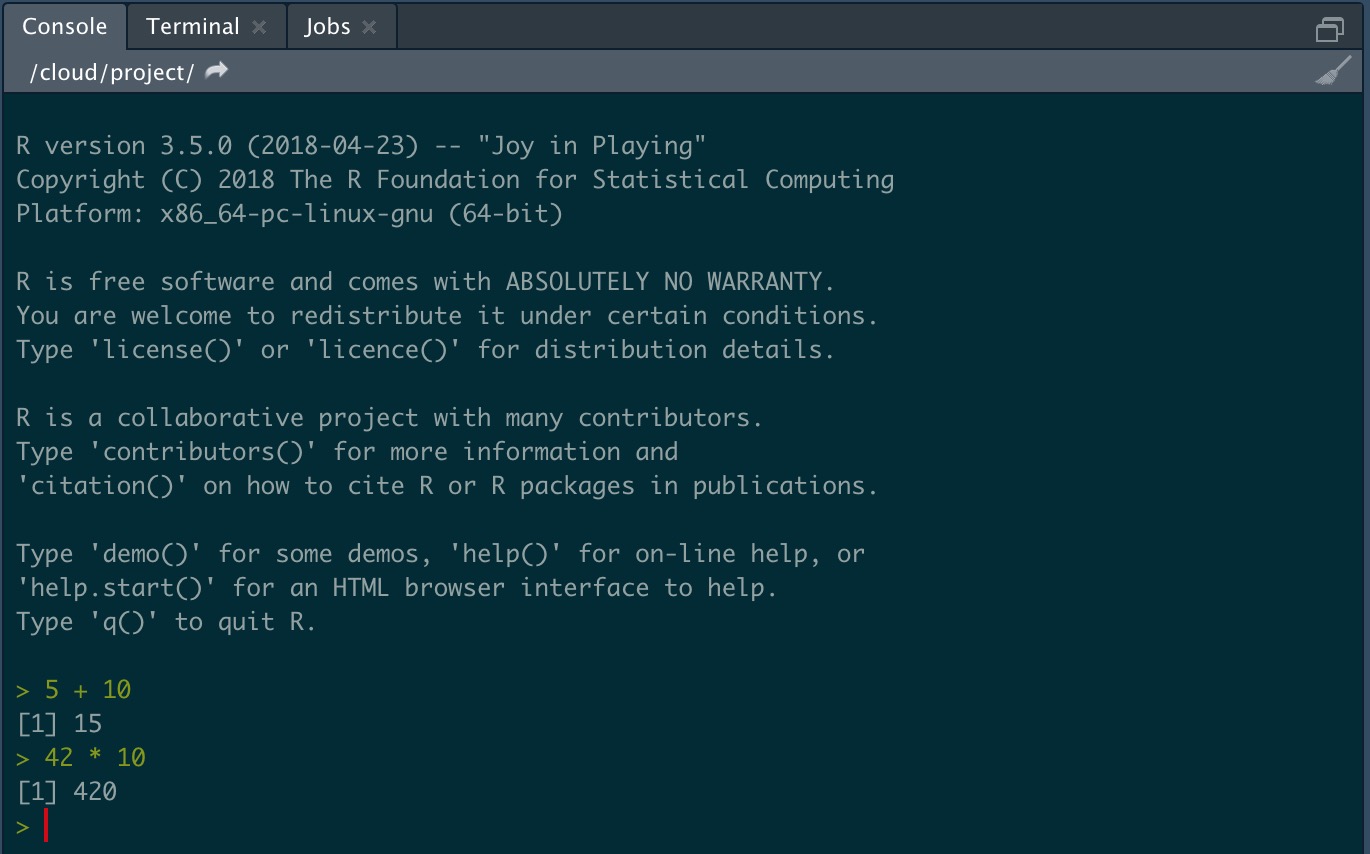 Console
Terminal
Jobs
/cloud/project/
R version 3.5.0 (2018-04-23) -- "Joy in Playing"
Copyright (C) 2018 The R Foundation for Statistical Computing
Platform: x86_64-pc-linux-gnu (64-bit)
R is free software and comes with ABSOLUTELY NO WARRANTY.
You are welcome to redistribute it under certain conditions.
Type 'license()' or 'licence()' for distribution details.
R is a collaborative project with many contributors.
Type 'contributors()' for more information and
'citation()' on how to cite R or R packages in publications.
Type 'demo()' for some demos, 'help()' for on-line help, or
'help.start()' for an HTML browser interface to help.
Type 'q()' to quit R.
> 5 + 10
[1] 15
> 42 * 10
[1] 420
>